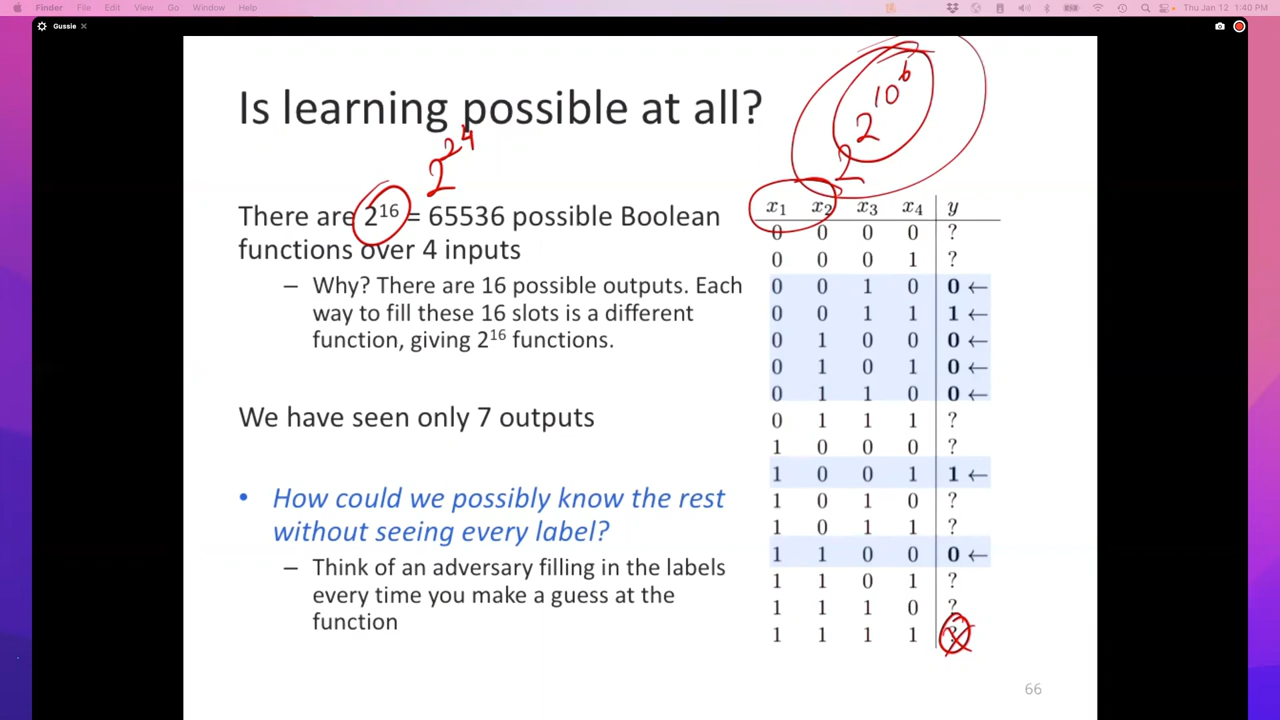 Finder File Edit View Go Window Help Thu Jan 12 1:40 PM
Gussie
Is learning possible at all?
2^2^10^6
2^2^4
There are 2^16 = 65536 possible Boolean
functions over 4 inputs
– Why? There are 16 possible outputs. Each
way to fill these 16 slots is a different
function, giving 2^16 functions.
We have seen only 7 outputs
• How could we possibly know the rest
without seeing every label?
– Think of an adversary filling in the labels
every time you make a guess at the
function
x1 x2 x3 x4 y
0 0 0 0 ?
0 0 0 1 ?
0 0 1 0 0 ←
0 0 1 1 1 ←
0 1 0 0 0 ←
0 1 0 1 0 ←
0 1 1 0 0 ←
0 1 1 1 ?
1 0 0 0 ?
1 0 0 1 1 ←
1 0 1 0 ?
1 0 1 1 ?
1 1 0 0 0 ←
1 1 0 1 ?
1 1 1 0 ?
1 1 1 1 ?
66